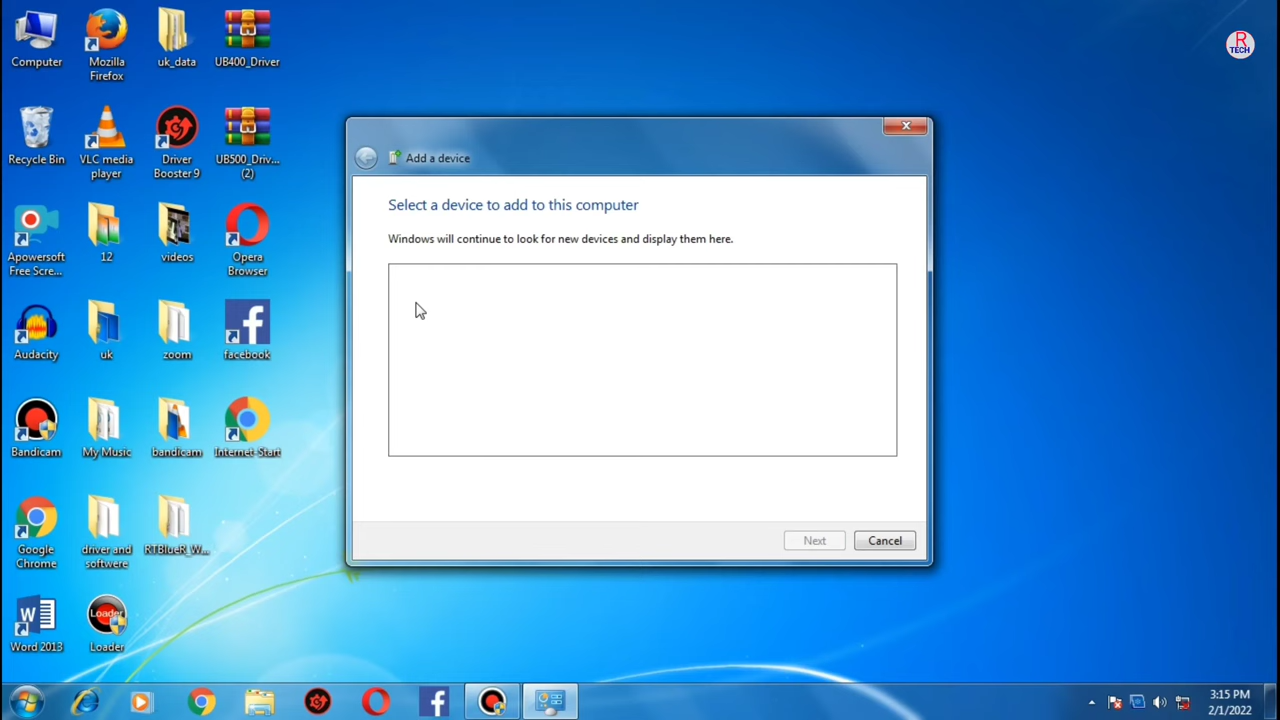 Computer
Mozilla
Firefox
uk_data
UB400_Driver
Recycle Bin
VLC media
player
Driver
Booster 9
UB500_Driv...
(2)
Apowersoft
Free Scre...
12
videos
Opera
Browser
Audacity
uk
zoom
facebook
Bandicam
My Music
bandicam
Internet-Start
Google
Chrome
driver and
softwere
RTBlueR_W...
Word 2013
Loader
Loader
R
TECH
Add a device
Select a device to add to this computer
Windows will continue to look for new devices and display them here.
Next
Cancel
3:15 PM
2/1/2022